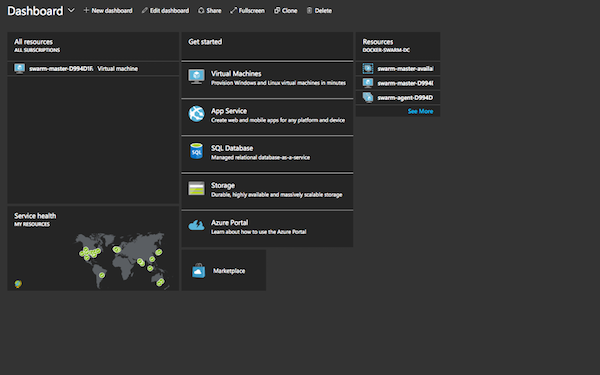 Dashboard
New dashboard
Edit dashboard
Share
Fullscreen
Clone
Delete
All resources
ALL SUBSCRIPTIONS
swarm-master-D994D1F. Virtual machine
Get started
Virtual Machines
Provision Windows and Linux virtual machines in minutes
App Service
Create web and mobile apps for any platform and device
SQL
SQL Database
Managed relational database-as-a-service
Storage
Durable, highly available and massively scalable storage
Azure Portal
Learn about how to use the Azure Portal
Marketplace
Resources
DOCKER-SWARM-DC
swarm-master-availa
swarm-master-D994
swarm-agent-D994D
See More
Service health
MY RESOURCES